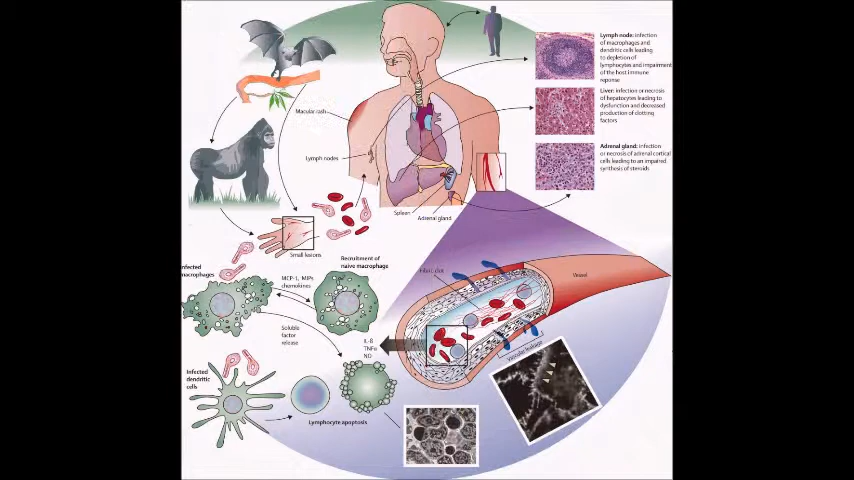 Lymph node: infection
of macrophages and
dendritic cells leading
to depletion of
lymphocytes and impairment
of the host immune
reponse
Liver: infection or necrosis
of hepatocytes leading to
dysfunction and decreased
production of clotting
factors
Adrenal gland: infection
or necrosis of adrenal cortical
cells leading to an impaired
synthesis of steroids
Macular rash
Lymph nodes
Spleen
Adrenal gland
Small lesions
Infected
macrophages
MCP-1, MIPs
chemokines
Recruitment of
naive macrophage
Soluble
factor
release
Fibric clot
Vessel
IL-8
TNFα
NO
Vascular leakage
Infected
dendritic
cells
Lymphocyte apoptosis